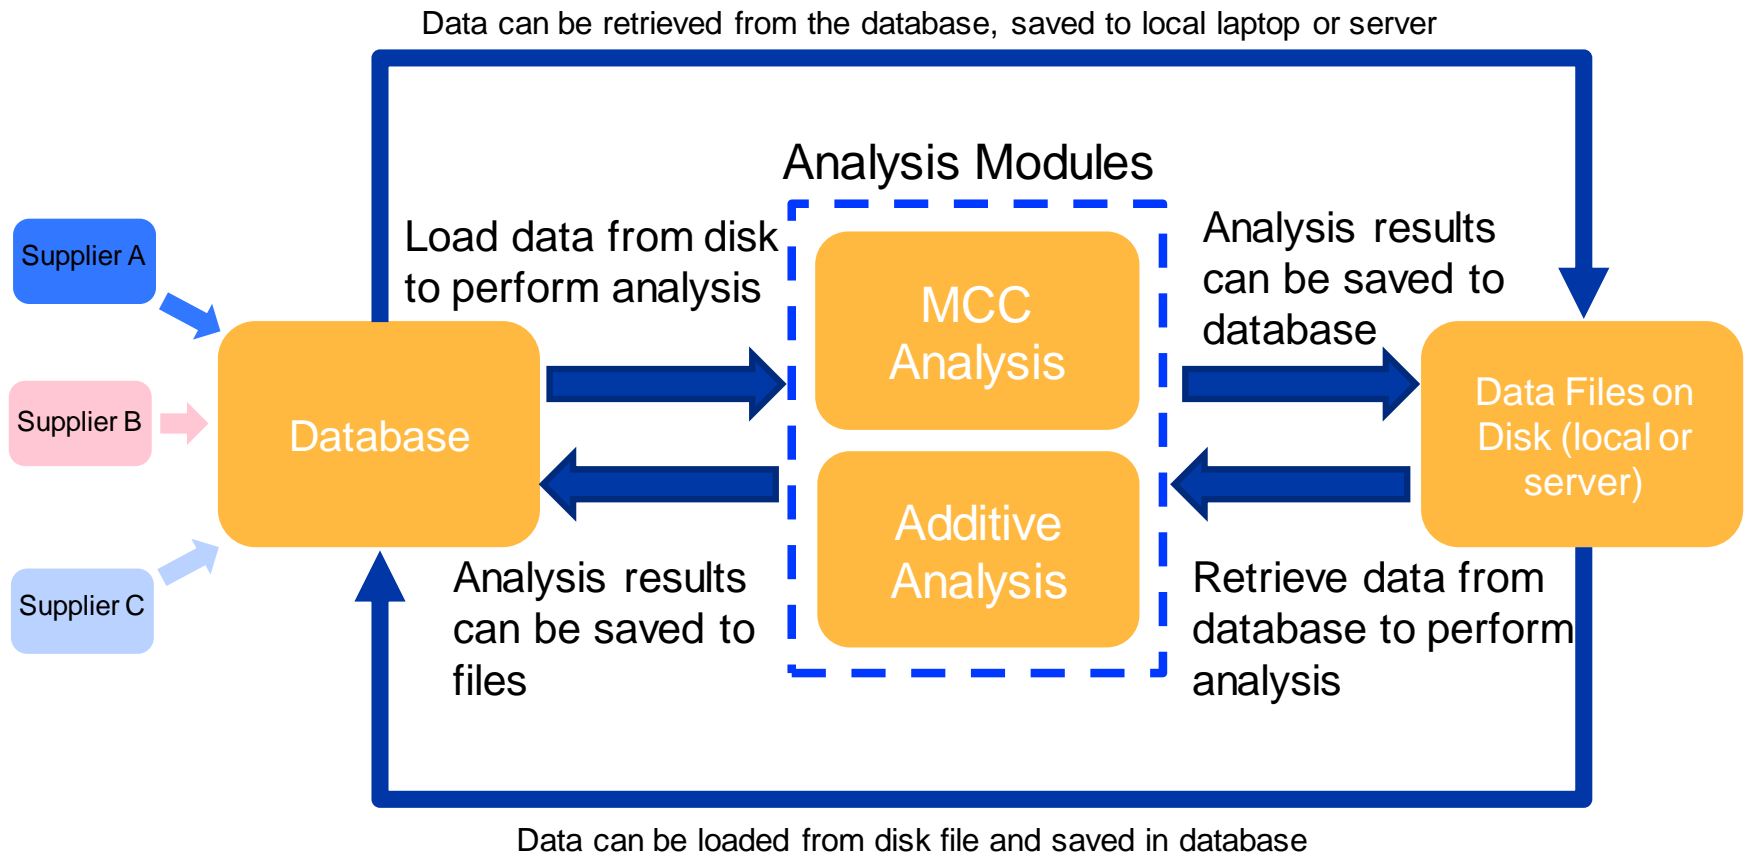 Data can be retrieved from the database, saved to local laptop or server
Analysis Modules
Supplier A
Supplier B
Supplier C
Load data from disk
to perform analysis
Database
Analysis results
can be saved to
files
MCC
Analysis
Additive
Analysis
Analysis results
can be saved to
database
Data Files on
Disk (local or
server)
Retrieve data from
database to perform
analysis
Data can be loaded from disk file and saved in database